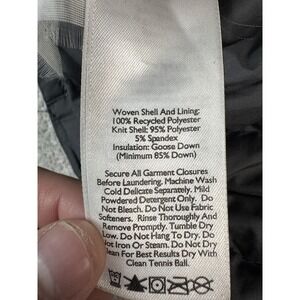 Woven Shell And Lining:
100% Recycled Polyester
Knit Shell: 95% Polyester
5% Spandex
Insulation: Goose Down
(Minimum 85% Down)
Secure All Garment Closures
Before Laundering. Machine Wash
Cold Delicate Separately. Mild
Powdered Detergent Only. Do
Not Bleach. Do Not Use Fabric
Softeners. Rinse Thoroughly And
Remove Promptly. Tumble Dry
Low. Do Not Hang To Dry. Do
Not Iron Or Steam. Do Not Dry
Clean For Best Results Dry With
Clean Tennis Ball.